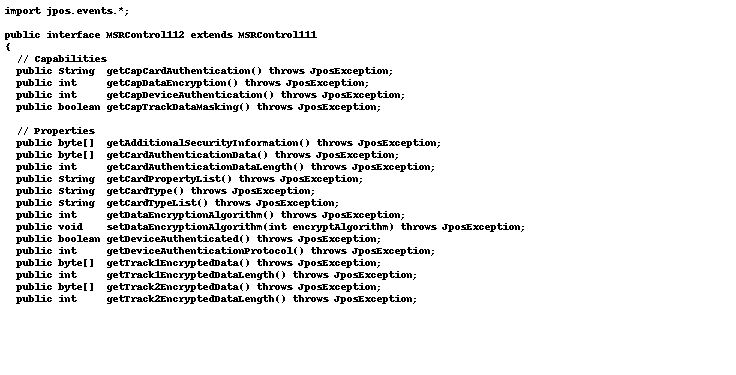 import jpos.events.*;

public interface MSRControl112 extends MSRControl111
{
  // Capabilities
  public String  getCapCardAuthentication() throws JposException;
  public int     getCapDataEncryption() throws JposException;
  public int     getCapDeviceAuthentication() throws JposException;
  public boolean getCapTrackDataMasking() throws JposException;

  // Properties
  public byte[]  getAdditionalSecurityInformation() throws JposException;
  public byte[]  getCardAuthenticationData() throws JposException;
  public int     getCardAuthenticationDataLength() throws JposException;
  public String  getCardPropertyList() throws JposException;
  public String  getCardType() throws JposException;
  public String  getCardTypeList() throws JposException;
  public int     getDataEncryptionAlgorithm() throws JposException;
  public void    setDataEncryptionAlgorithm(int encryptAlgorithm) throws JposException;
  public boolean getDeviceAuthenticated() throws JposException;
  public int     getDeviceAuthenticationProtocol() throws JposException;
  public byte[]  getTrack1EncryptedData() throws JposException;
  public int     getTrack1EncryptedDataLength() throws JposException;
  public byte[]  getTrack2EncryptedData() throws JposException;
  public int     getTrack2EncryptedDataLength() throws JposException;